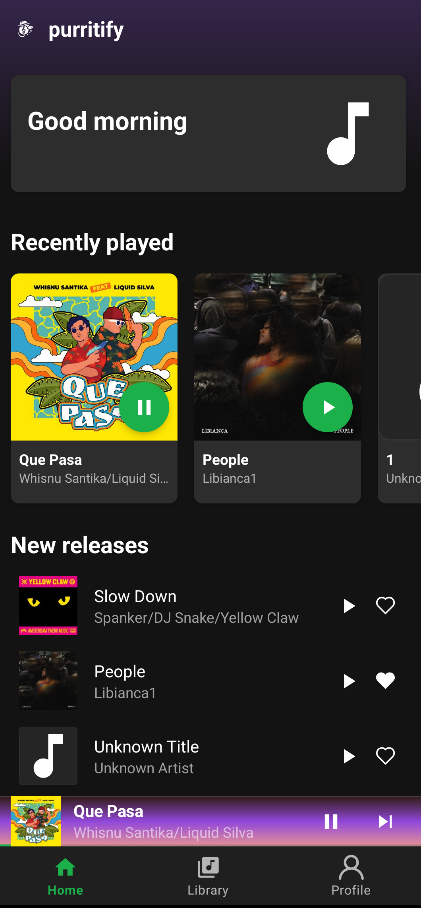 purritify
Good morning
Recently played
WHISNU SANTIKA FEAT LIQUID SILVA
QUE
PASA
LIBIANCA PEOPLE
Que Pasa
Whisnu Santika/Liquid Si...
People
Libianca1
1
Unkno
New releases
YELLOW CLAW
Slow Down
Spanker/DJ Snake/Yellow Claw
People
Libianca1
Unknown Title
Unknown Artist
Que Pasa
Whisnu Santika/Liquid Silva
Home
Library
Profile